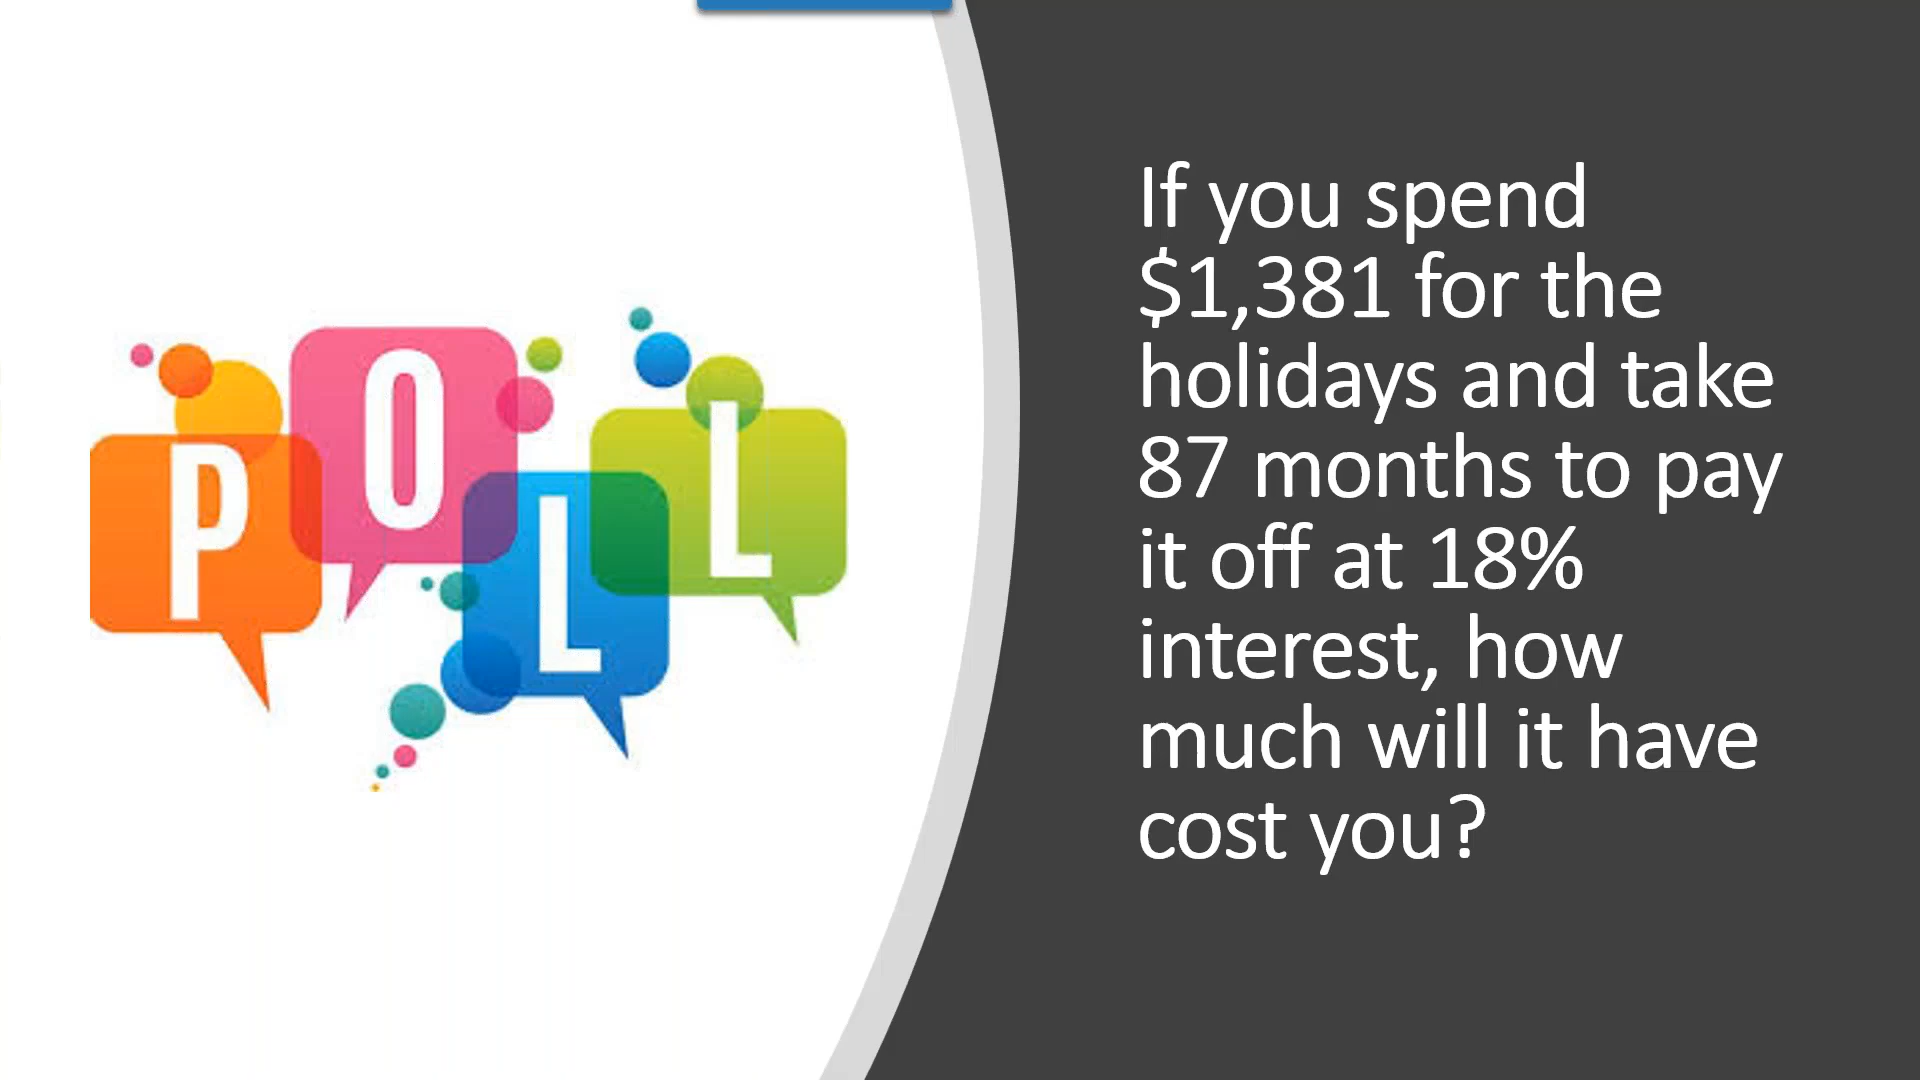 POLL
If you spend
$1,381 for the
holidays and take
87 months to pay
it off at 18%
interest, how
much will it have
cost you?